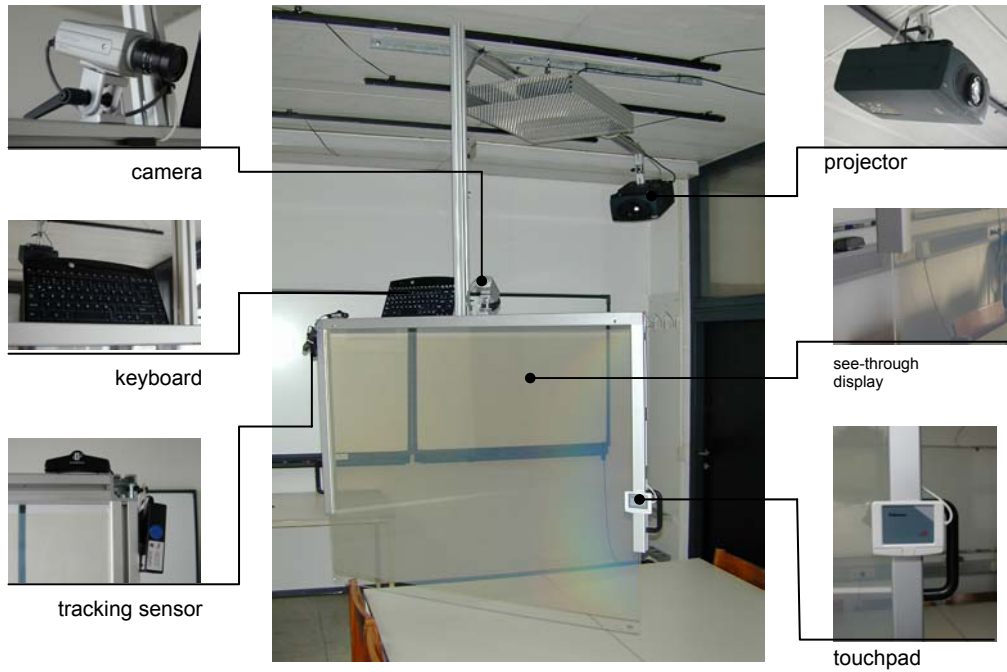 camera
projector
keyboard
see-through
display
tracking sensor
touchpad